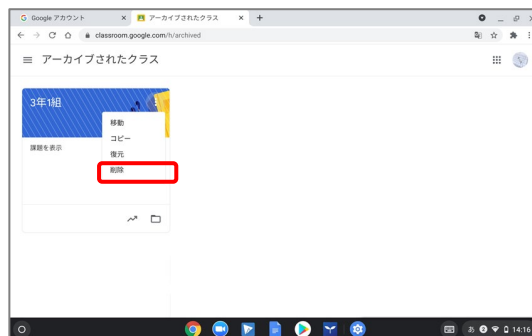 Google アカウント
アーカイブされたクラス
classroom.google.com/h/archived
アーカイブされたクラス
3年1組
移動
コピー
課題を表示
復元
削除
あ
2
14:16